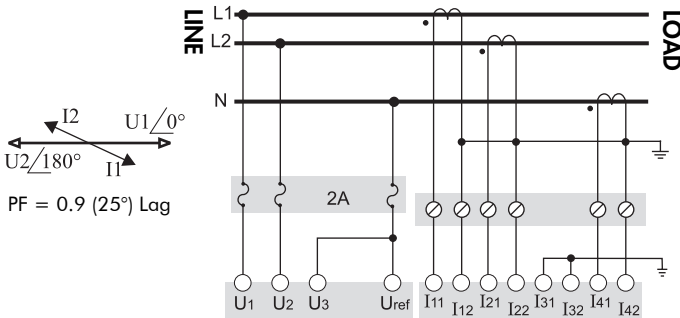 L1
LINE
LOAD
L2
N
I2
U1/0°
U2/180°
I1
PF = 0.9 (25°) Lag
2A
U1
U2
U3
Uref
I11
I12
I21
I22
I31
I32
I41
I42